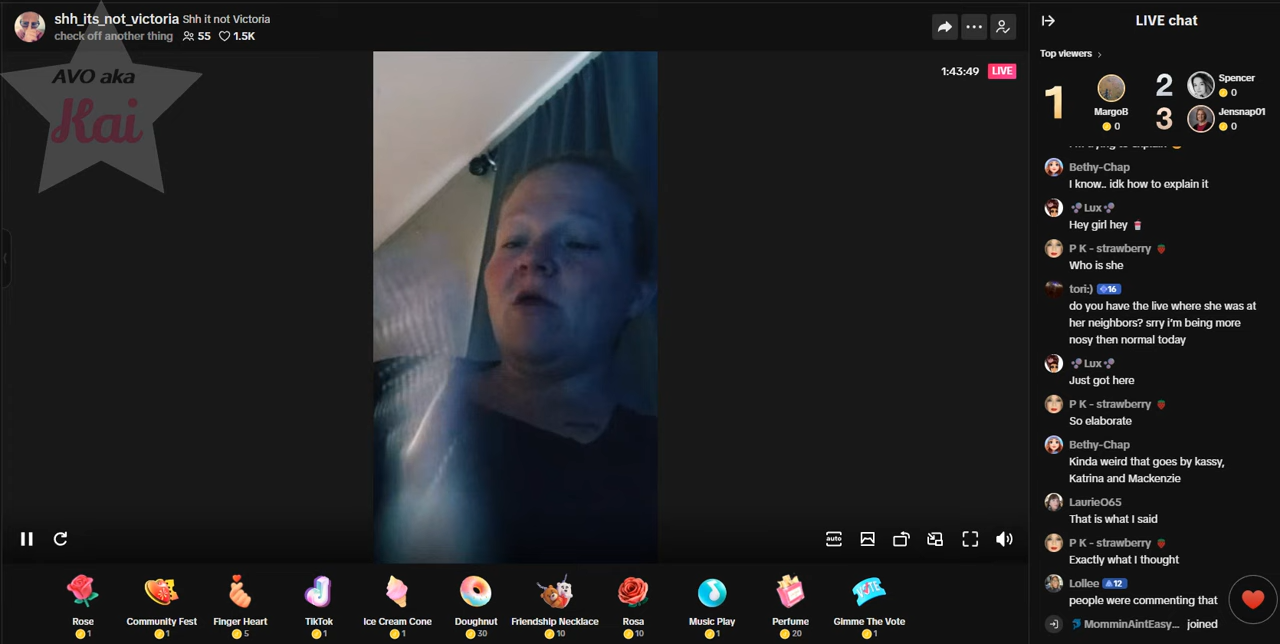 shh_its_not_victoria Shh it not Victoria
check off another thing 55 1.5K
AVO aka
Kai
1:43:49 LIVE
LIVE chat
Top viewers
1
MargoB
0
2
Spencer
0
3
Jensnap01
0
Bethy-Chap
I know.. idk how to explain it
Lux
Hey girl hey
P K - strawberry
Who is she
tori:) 16
do you have the live where she was at
her neighbors? srry i'm being more
nosy then normal today
Lux
Just got here
P K - strawberry
So elaborate
Bethy-Chap
Kinda weird that goes by kassy,
Katrina and Mackenzie
LaurieO65
That is what I said
P K - strawberry
Exactly what I thought
Lollee 12
people were commenting that
MomminAintEasy... joined
auto
Rose
1
Community Fest
1
Finger Heart
5
TikTok
1
Ice Cream Cone
1
Doughnut
30
Friendship Necklace
10
Rosa
10
Music Play
1
Perfume
20
VOTE
Gimme The Vote
1